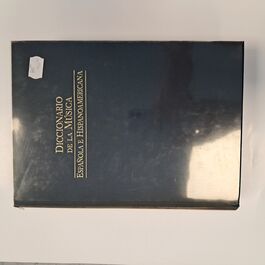 DICCIONARIO
DE LA MÚSICA
ESPAÑOLA E HISPANOAMERICANA